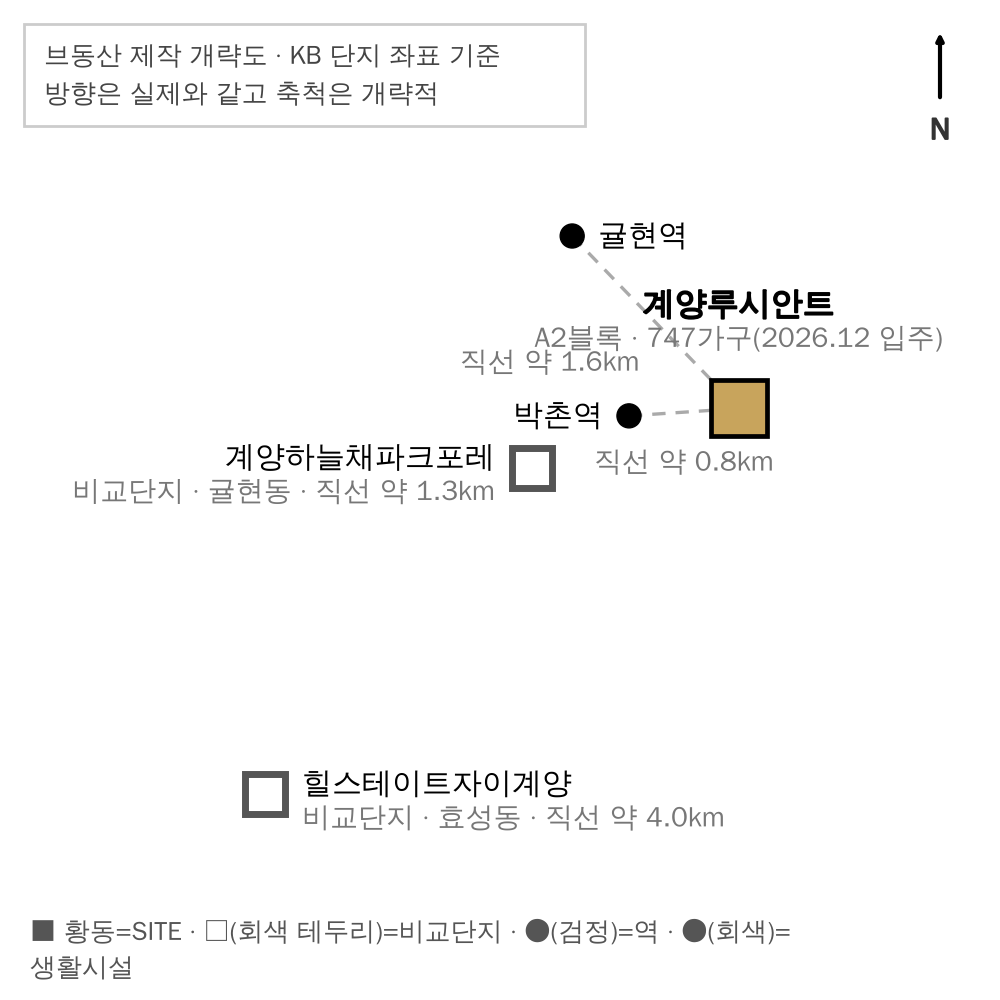 브동산 제작 개략도 · KB 단지 좌표 기준
방향은 실제와 같고 축척은 개략적
N
귤현역
계양루시안트
A2블록 · 747가구(2026.12 입주)
직선 약 1.6km
박촌역
계양하늘채파크포레
직선 약 0.8km
비교단지 · 귤현동 · 직선 약 1.3km
힐스테이트자이계양
비교단지 · 효성동 · 직선 약 4.0km
■ 황동=SITE · □(회색 테두리)=비교단지 · ●(검정)=역 · ●(회색)=
생활시설